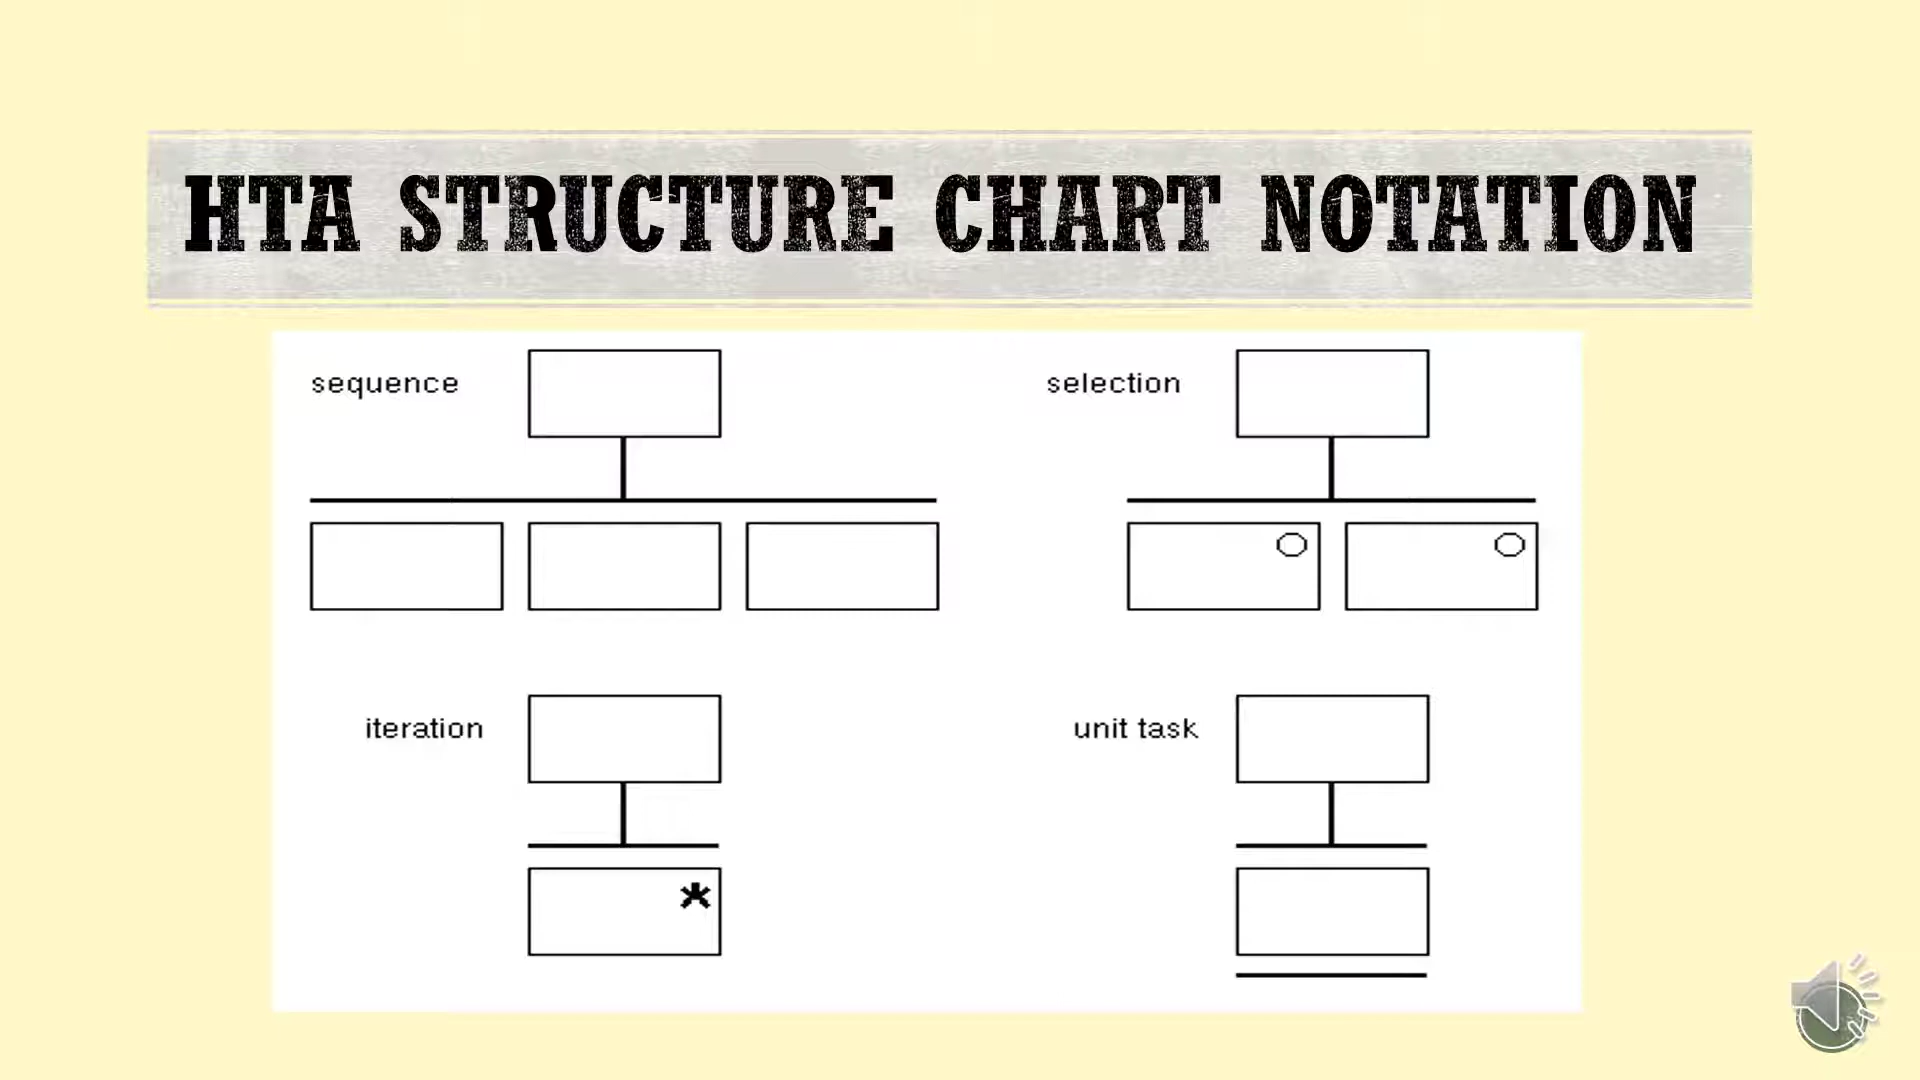 HTA STRUCTURE CHART NOTATION
sequence
selection
iteration
*
unit task